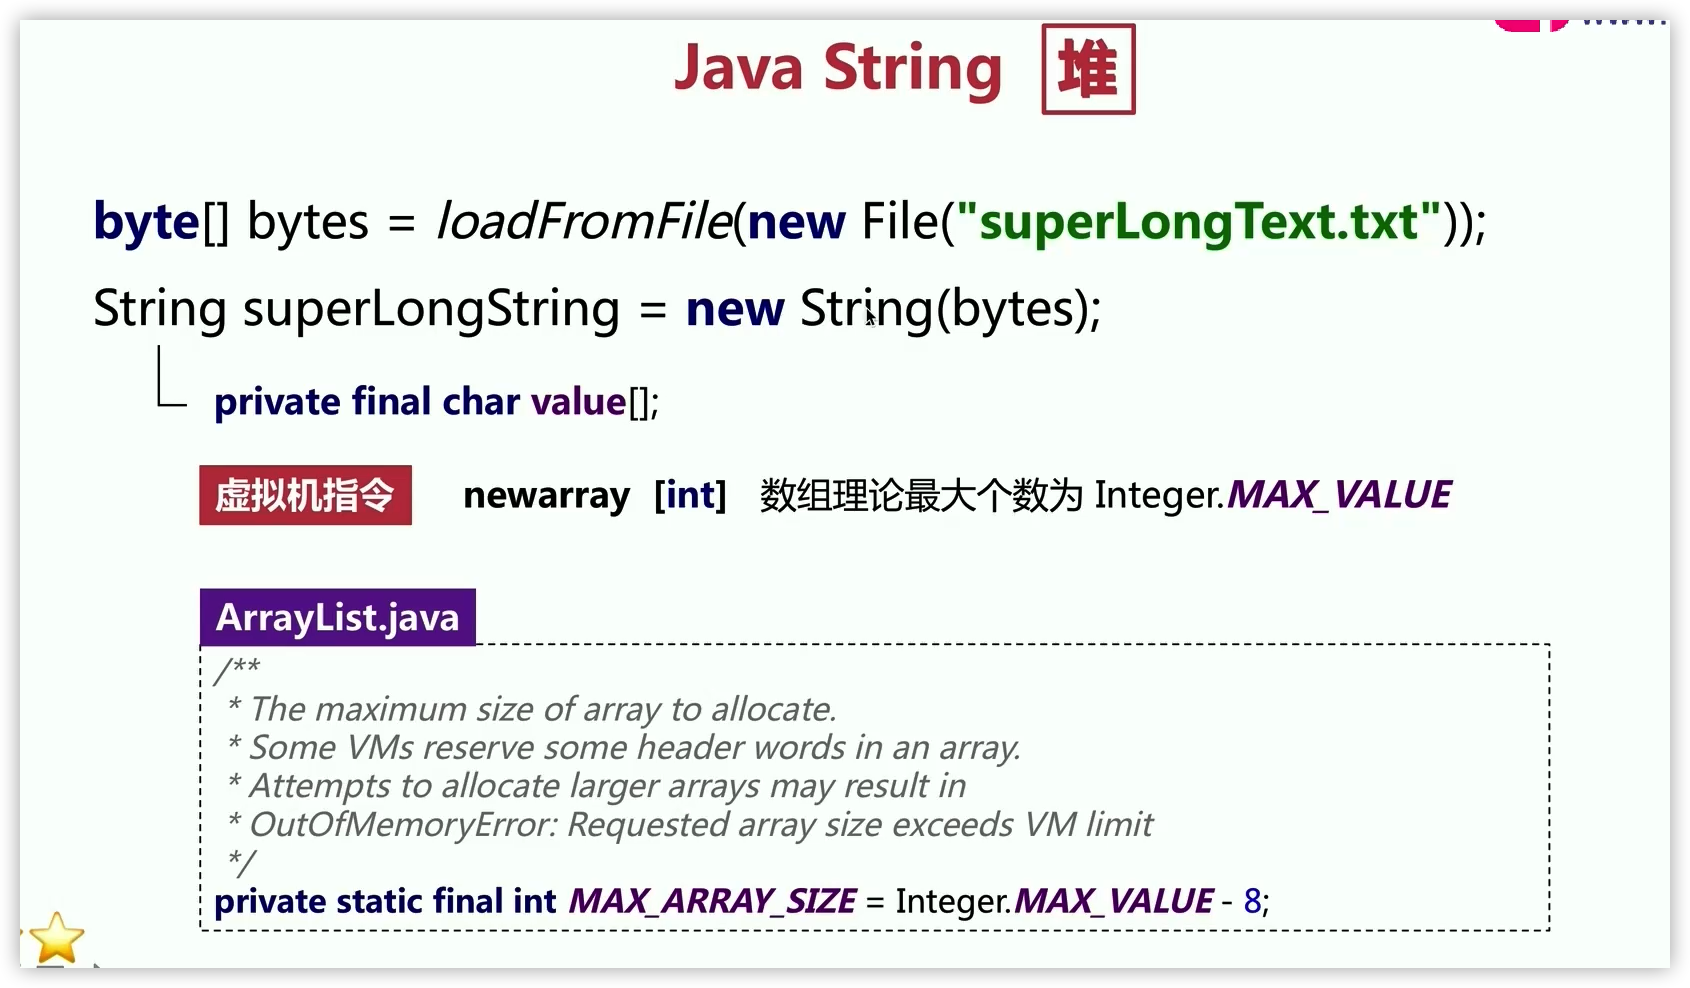 Java String 堆
byte[] bytes = loadFromFile(new File("superLongText.txt"));
String superLongString = new String(bytes);
private final char value[];
虚拟机指令 newarray [int] 数组理论最大个数为 Integer.MAX_VALUE
ArrayList.java
/**
* The maximum size of array to allocate.
* Some VMs reserve some header words in an array.
* Attempts to allocate larger arrays may result in
* OutOfMemoryError: Requested array size exceeds VM limit
*/
private static final int MAX_ARRAY_SIZE = Integer.MAX_VALUE - 8;